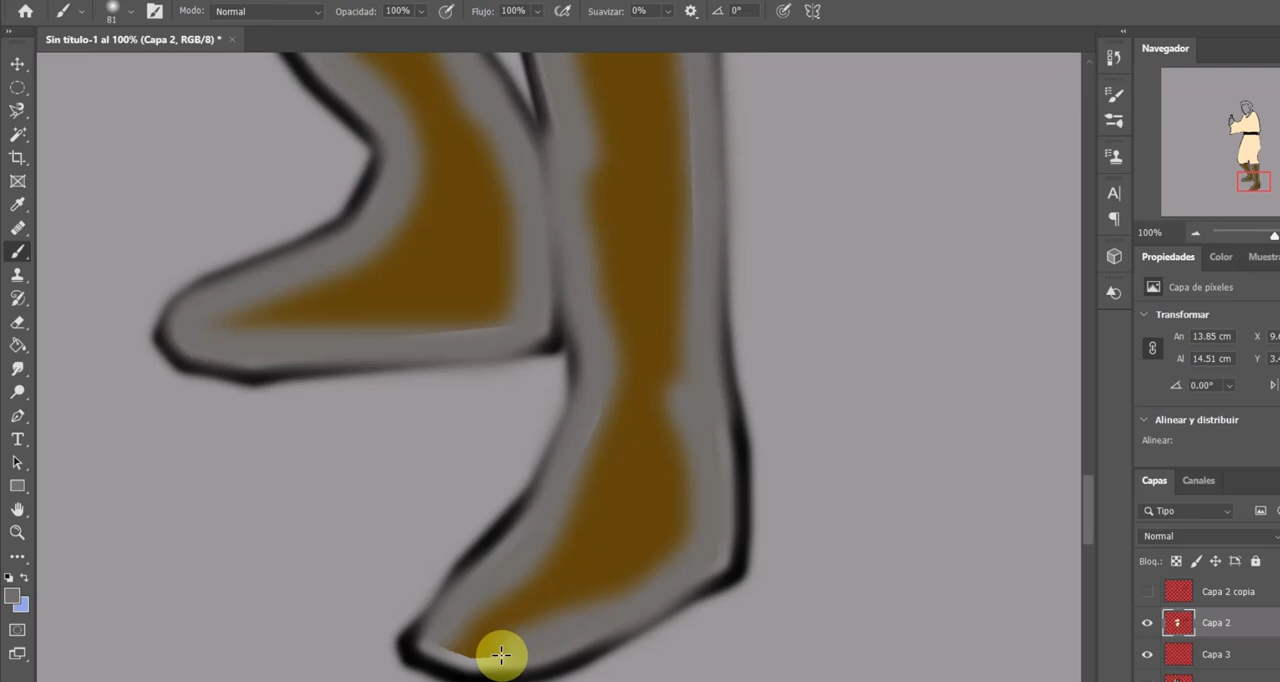 Modo: Normal Opacidad: 100% Flujo: 100% Suavizar: 0% 0°
81
Sin título-1 al 100% (Capa 2, RGB/8) * ×
Navegador
100%
Propiedades Color
Capa de píxeles
Transformar
An 13.85 cm X
Al 14.51 cm Y
0.00°
Alinear y distribuir
Alinear:
Capas Canales
Tipo
Normal
Bloq.:
Capa 2 copia
Capa 2
Capa 3